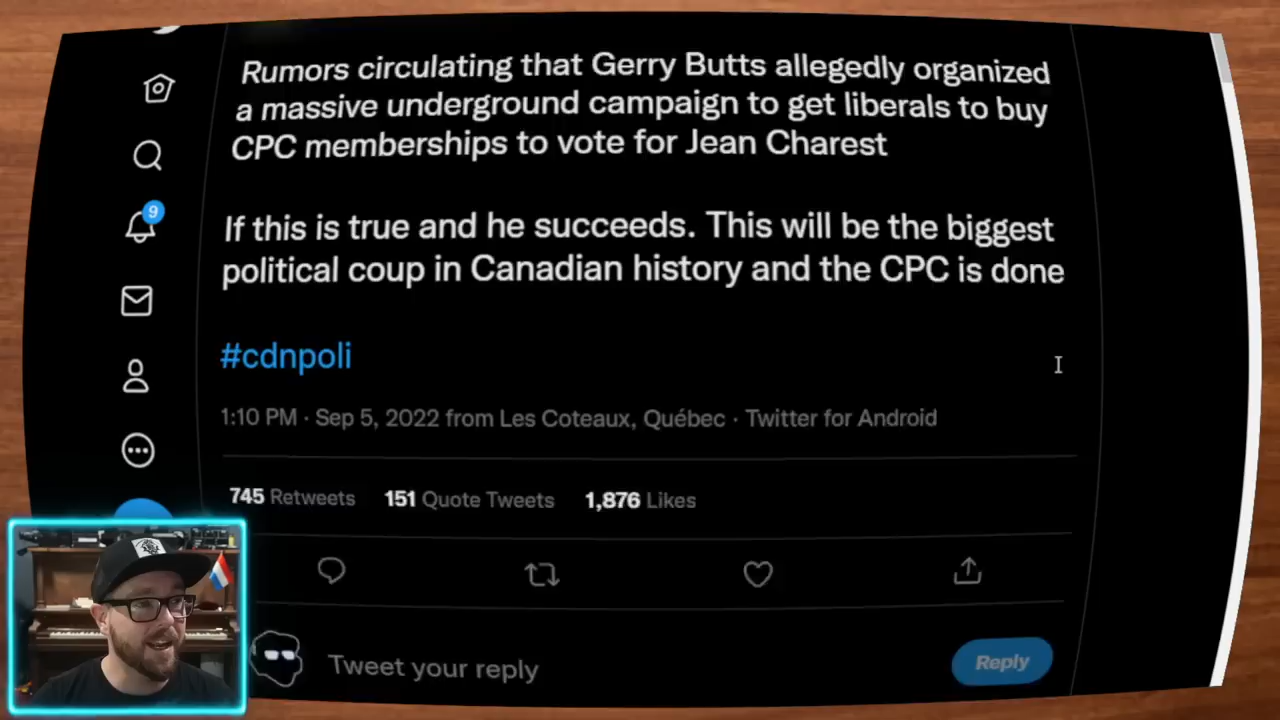 Rumors circulating that Gerry Butts allegedly organized
a massive underground campaign to get liberals to buy
CPC memberships to vote for Jean Charest
If this is true and he succeeds. This will be the biggest
political coup in Canadian history and the CPC is done
#cdnpoli
1:10 PM · Sep 5, 2022 from Les Coteaux, Québec · Twitter for Android
9
745 Retweets 151 Quote Tweets 1,876 Likes
Tweet your reply
Reply